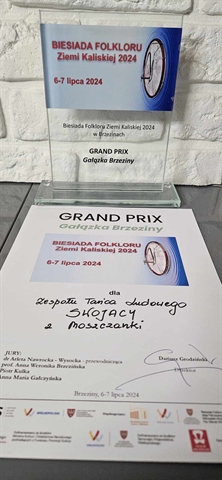 BIESIADA FOLKLORU
Ziemi Kaliskiej 2024
6-7 lipca 2024
Biesiada Folkloru Ziemi Kaliskiej 2024
w Brzezinach
GRAND PRIX
Gałązka Brzeziny
GRAND PRIX
Gałązka Brzeziny
BIESIADA FOLKLORU
Ziemi Kaliskiej 2024
6-7 lipca 2024
dla
Zespołu Tańca Ludowego
SKOJACY
z Moszczanki
JURY:
dr Arleta Nawrocka - Wysocka - przewodnicząca
prof. Anna Weronika Brzezińska
Piotr Kulka
Anna Maria Gałczyńska
Dariusz Grodziński
Dyrektor
Brzeziny, 6-7 lipca 2024